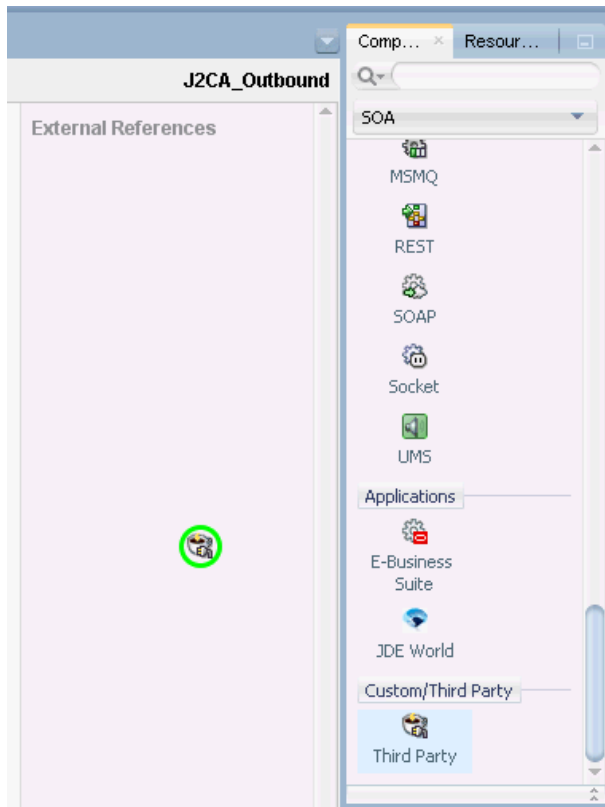 Comp...
Resour...
J2CA_Outbound
External References
SOA
MSMQ
REST
SOAP
Socket
UMS
Applications
E-Business
Suite
JDE World
Custom/Third Party
Third Party